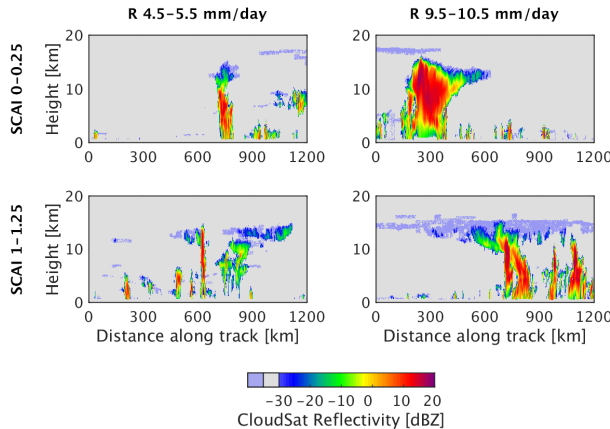 R 4.5-5.5 mm/day
R 9.5-10.5 mm/day
SCAI 0-0.25
Height [km]
20
10
0
0 300 600 900 1200
20
10
0
0 300 600 900 1200
SCAI 1-1.25
Height [km]
20
10
0
0 300 600 900 1200
Distance along track [km]
20
10
0
0 300 600 900 1200
Distance along track [km]
-30 -20 -10 0 10 20
CloudSat Reflectivity [dBZ]